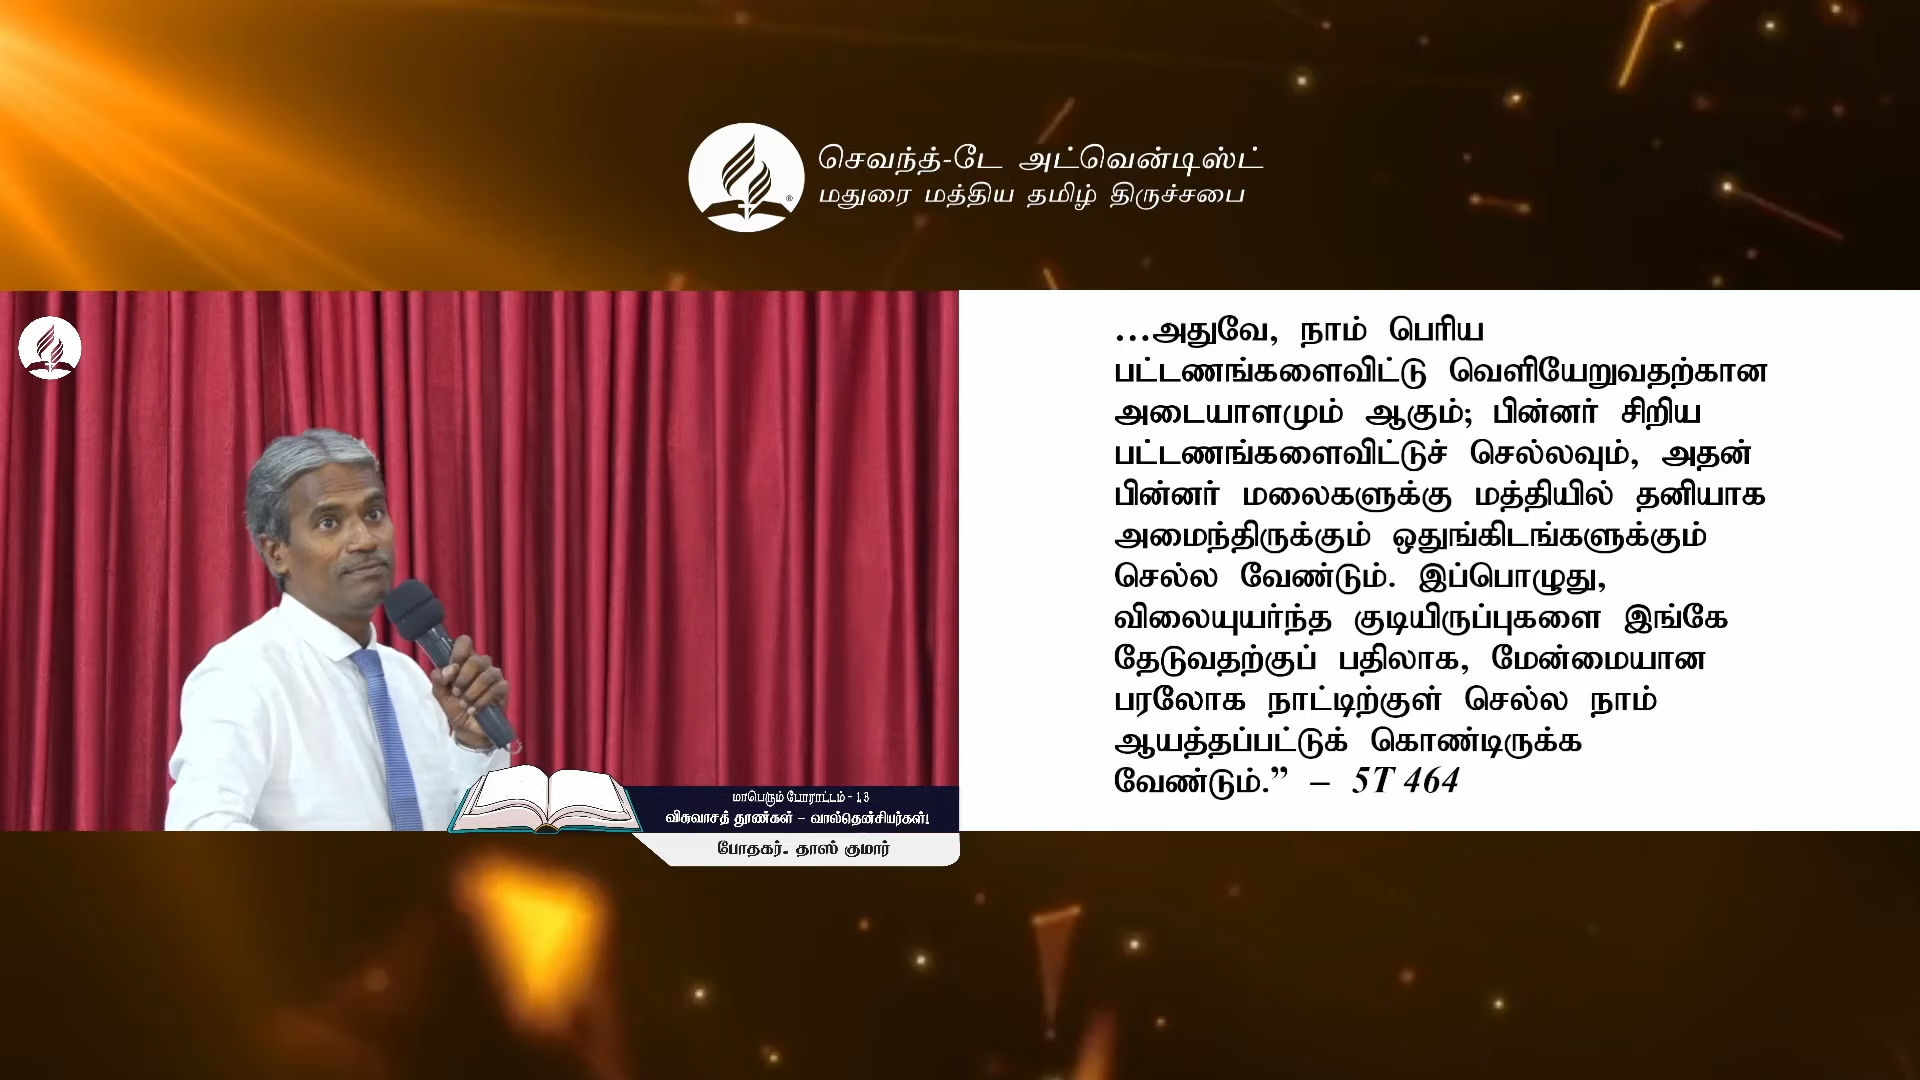 செவந்த்-டே அட்வென்டிஸ்ட்
மதுரை மத்திய தமிழ் திருச்சபை
...அதுவே, நாம் பெரிய
பட்டணங்களைவிட்டு வெளியேறுவதற்கான
அடையாளமும் ஆகும்; பின்னர் சிறிய
பட்டணங்களைவிட்டுச் செல்லவும், அதன்
பின்னர் மலைகளுக்கு மத்தியில் தனியாக
அமைந்திருக்கும் ஒதுங்கிடங்களுக்கும்
செல்ல வேண்டும். இப்பொழுது,
விலையுயர்ந்த குடியிருப்புகளை இங்கே
தேடுவதற்குப் பதிலாக, மேன்மையான
பரலோக நாட்டிற்குள் செல்ல நாம்
ஆயத்தப்பட்டுக் கொண்டிருக்க
வேண்டும்.” – 5T 464
மாபெரும் போராட்டம் - 13
விசுவாசத் தூண்கள் – வால்தென்சியர்கள்!
போதகர். தாஸ் குமார்